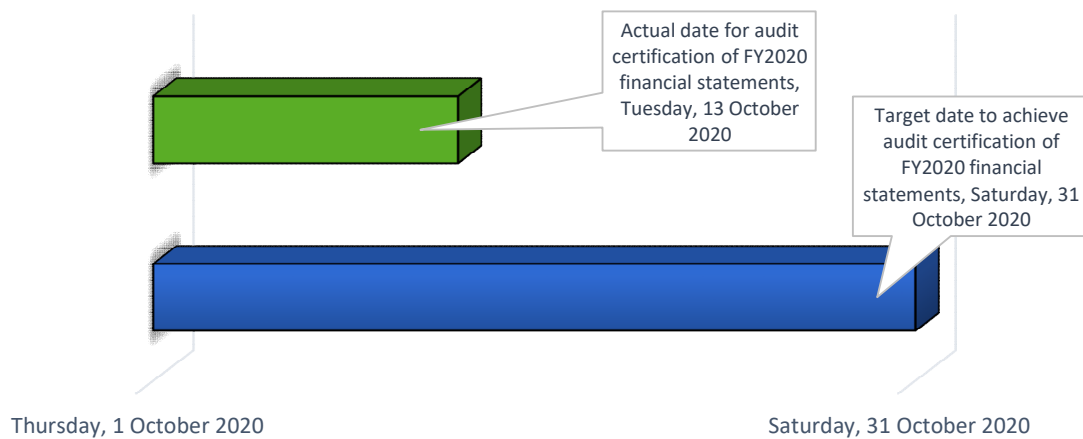 Actual date for audit
certification of FY2020
financial statements,
Tuesday, 13 October
2020
Target date to achieve
audit certification of
FY2020 financial
statements, Saturday, 31
October 2020
Thursday, 1 October 2020
Saturday, 31 October 2020